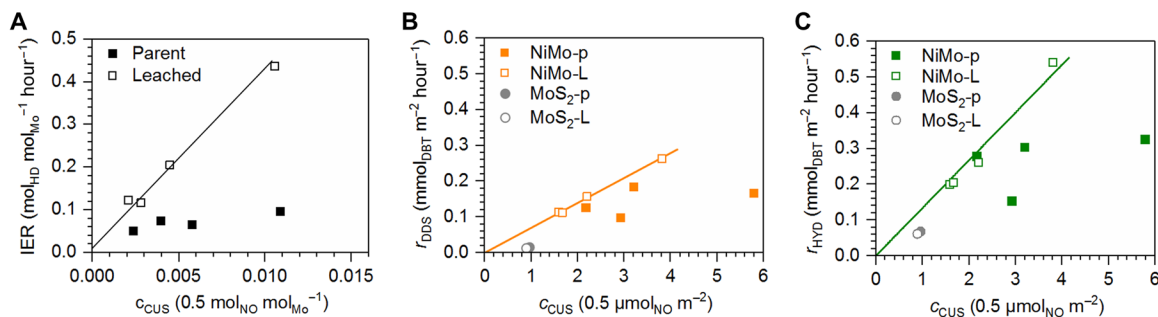 A
IER (mol_HD mol_Mo⁻¹ hour⁻¹)
0.5
0.4
0.3
0.2
0.1
0.0
Parent
Leached
0.000 0.005 0.010 0.015
c_CUS (0.5 mol_NO mol_Mo⁻¹)
B
r_DDS (mmol_DBT m⁻² hour⁻¹)
0.6
0.5
0.4
0.3
0.2
0.1
0.0
NiMo-p
NiMo-L
MoS₂-p
MoS₂-L
0 1 2 3 4 5 6
c_CUS (0.5 μmol_NO m⁻²)
C
r_HYD (mmol_DBT m⁻² hour⁻¹)
0.6
0.5
0.4
0.3
0.2
0.1
0.0
NiMo-p
NiMo-L
MoS₂-p
MoS₂-L
0 1 2 3 4 5 6
c_CUS (0.5 μmol_NO m⁻²)